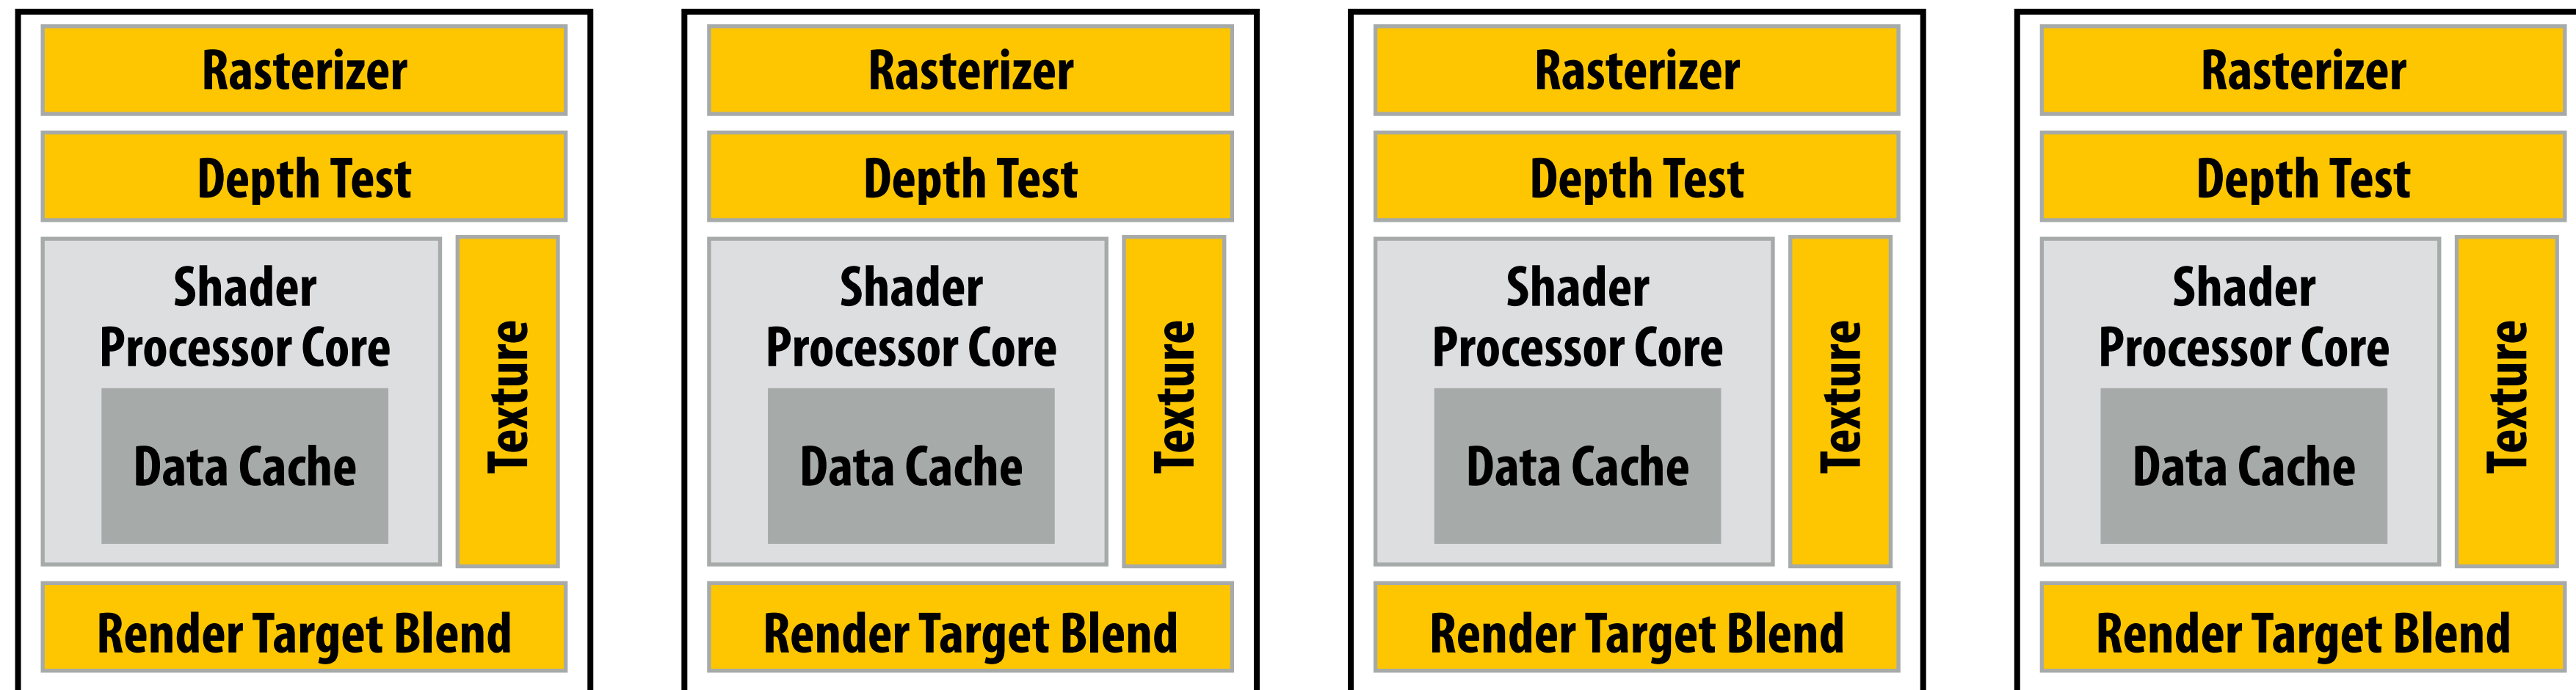 Rasterizer
Depth Test
Shader
Processor Core
Data Cache
Texture
Render Target Blend
Rasterizer
Depth Test
Shader
Processor Core
Data Cache
Texture
Render Target Blend
Rasterizer
Depth Test
Shader
Processor Core
Data Cache
Texture
Render Target Blend
Rasterizer
Depth Test
Shader
Processor Core
Data Cache
Texture
Render Target Blend